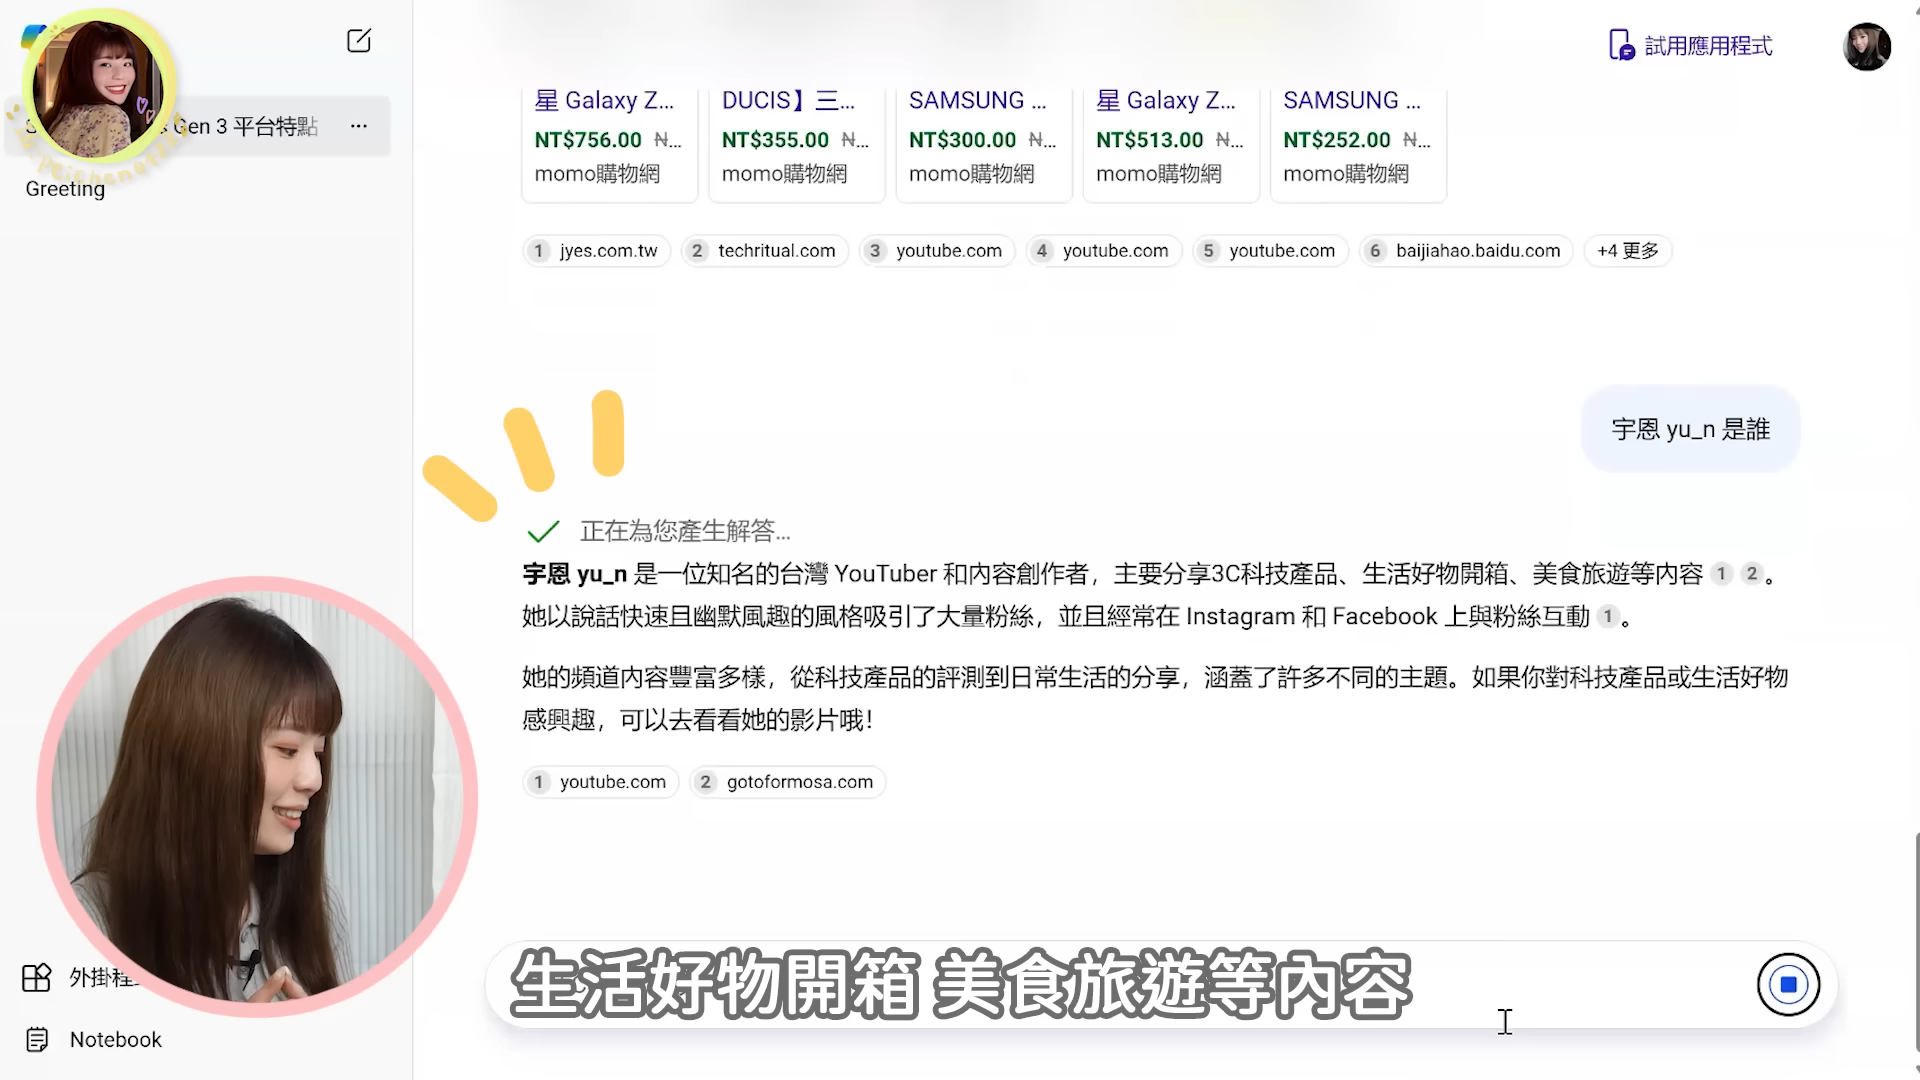 試用應用程式
Gen 3 平台特點
Greeting
星 Galaxy Z...
NT$756.00
momo購物網
DUCIS】三...
NT$355.00
momo購物網
SAMSUNG ...
NT$300.00
momo購物網
星 Galaxy Z...
NT$513.00
momo購物網
SAMSUNG ...
NT$252.00
momo購物網
1 jyes.com.tw
2 techritual.com
3 youtube.com
4 youtube.com
5 youtube.com
6 baijiahao.baidu.com
+4 更多
宇恩 yu_n 是誰
正在為您產生解答...
宇恩 yu_n 是一位知名的台灣 YouTuber 和內容創作者，主要分享3C科技產品、生活好物開箱、美食旅遊等內容 1 2 。
她以說話快速且幽默風趣的風格吸引了大量粉絲，並且經常在 Instagram 和 Facebook 上與粉絲互動 1 。
她的頻道內容豐富多樣，從科技產品的評測到日常生活的分享，涵蓋了許多不同的主題。如果你對科技產品或生活好物
感興趣，可以去看看她的影片哦！
1 youtube.com
2 gotoformosa.com
外掛程
Notebook
生活好物開箱 美食旅遊等內容